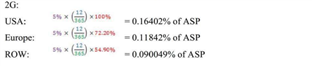 2G:
USA: 5% × (12/365) ×100% = 0.16402% of ASP
Europe: 5% × (12/365) ×72.20% = 0.11842% of ASP
ROW: 5% × (12/365) ×54.90% = 0.090049% of ASP